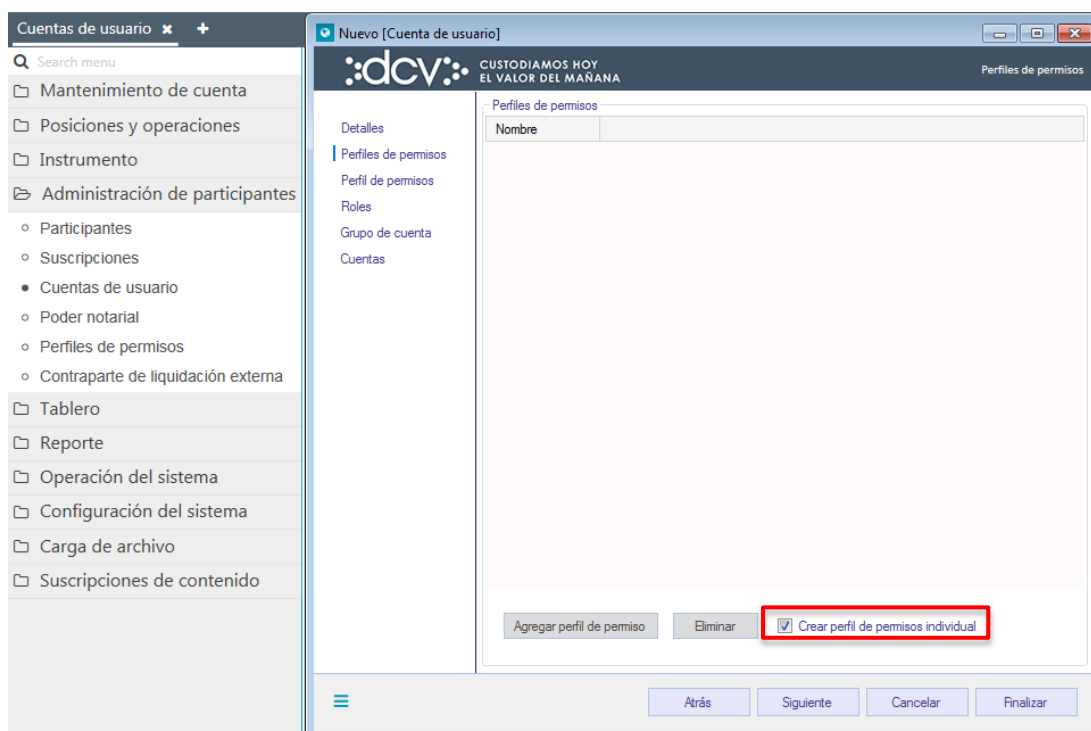 Cuentas de usuario
Search menu
Mantenimiento de cuenta
Posiciones y operaciones
Instrumento
Administración de participantes
Participantes
Suscripciones
Cuentas de usuario
Poder notarial
Perfiles de permisos
Contraparte de liquidación externa
Tablero
Reporte
Operación del sistema
Configuración del sistema
Carga de archivo
Suscripciones de contenido
Nuevo [Cuenta de usuario]
dcv
CUSTODIAMOS HOY
EL VALOR DEL MAÑANA
Perfiles de permisos
Detalles
Perfiles de permisos
Perfil de permisos
Roles
Grupo de cuenta
Cuentas
Perfiles de permisos
Nombre
Agregar perfil de permiso
Eliminar
Crear perfil de permisos individual
Atrás
Siguiente
Cancelar
Finalizar